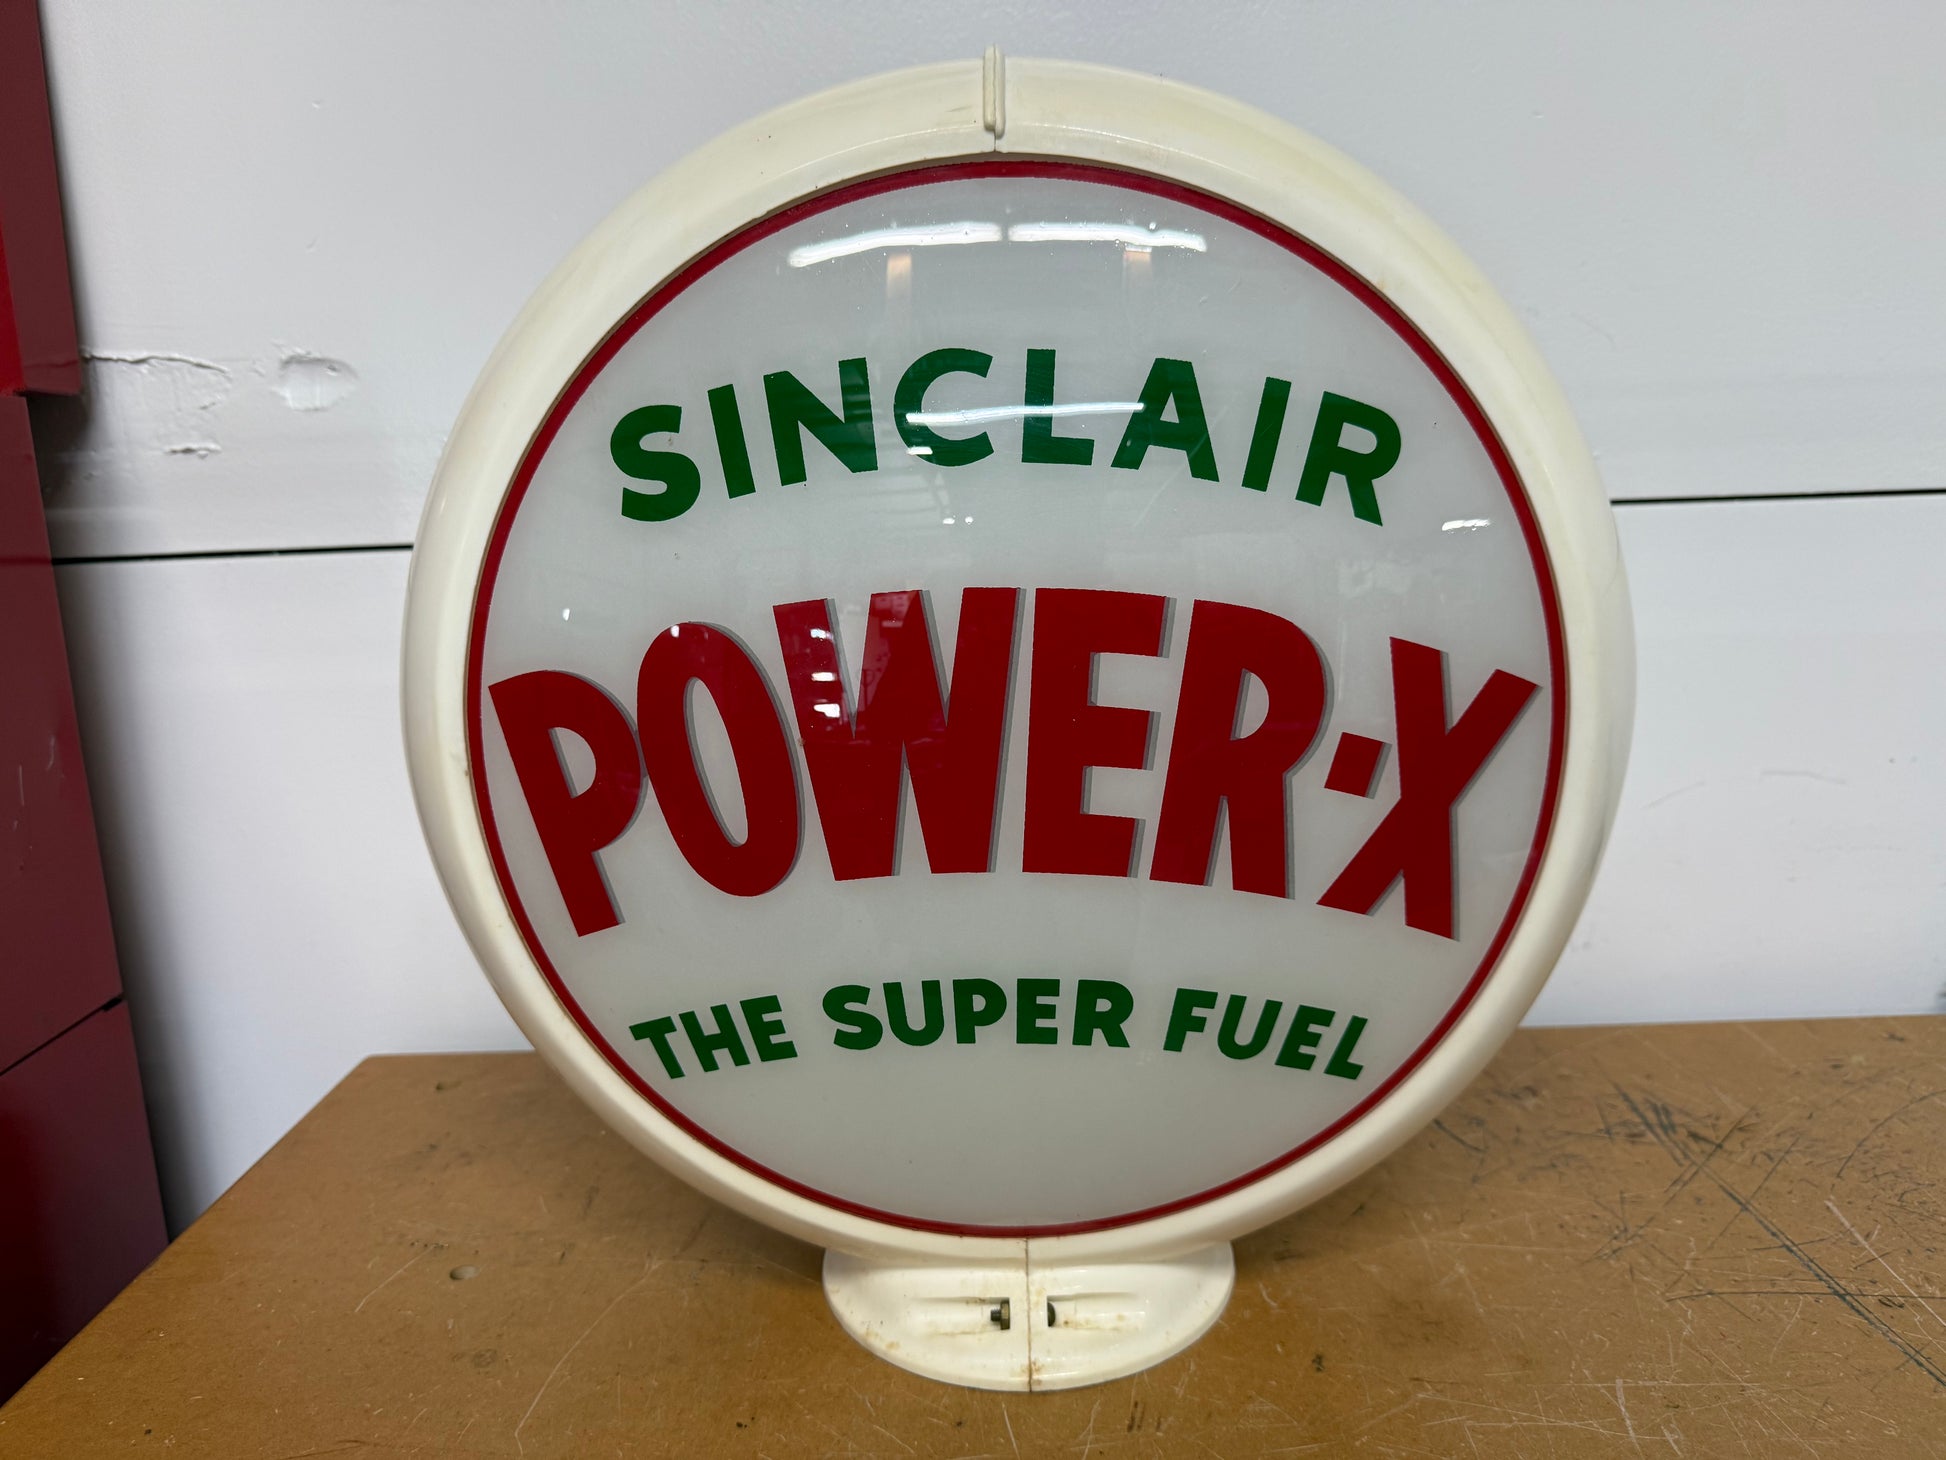 SINCLAIR
POWER-X
THE SUPER FUEL